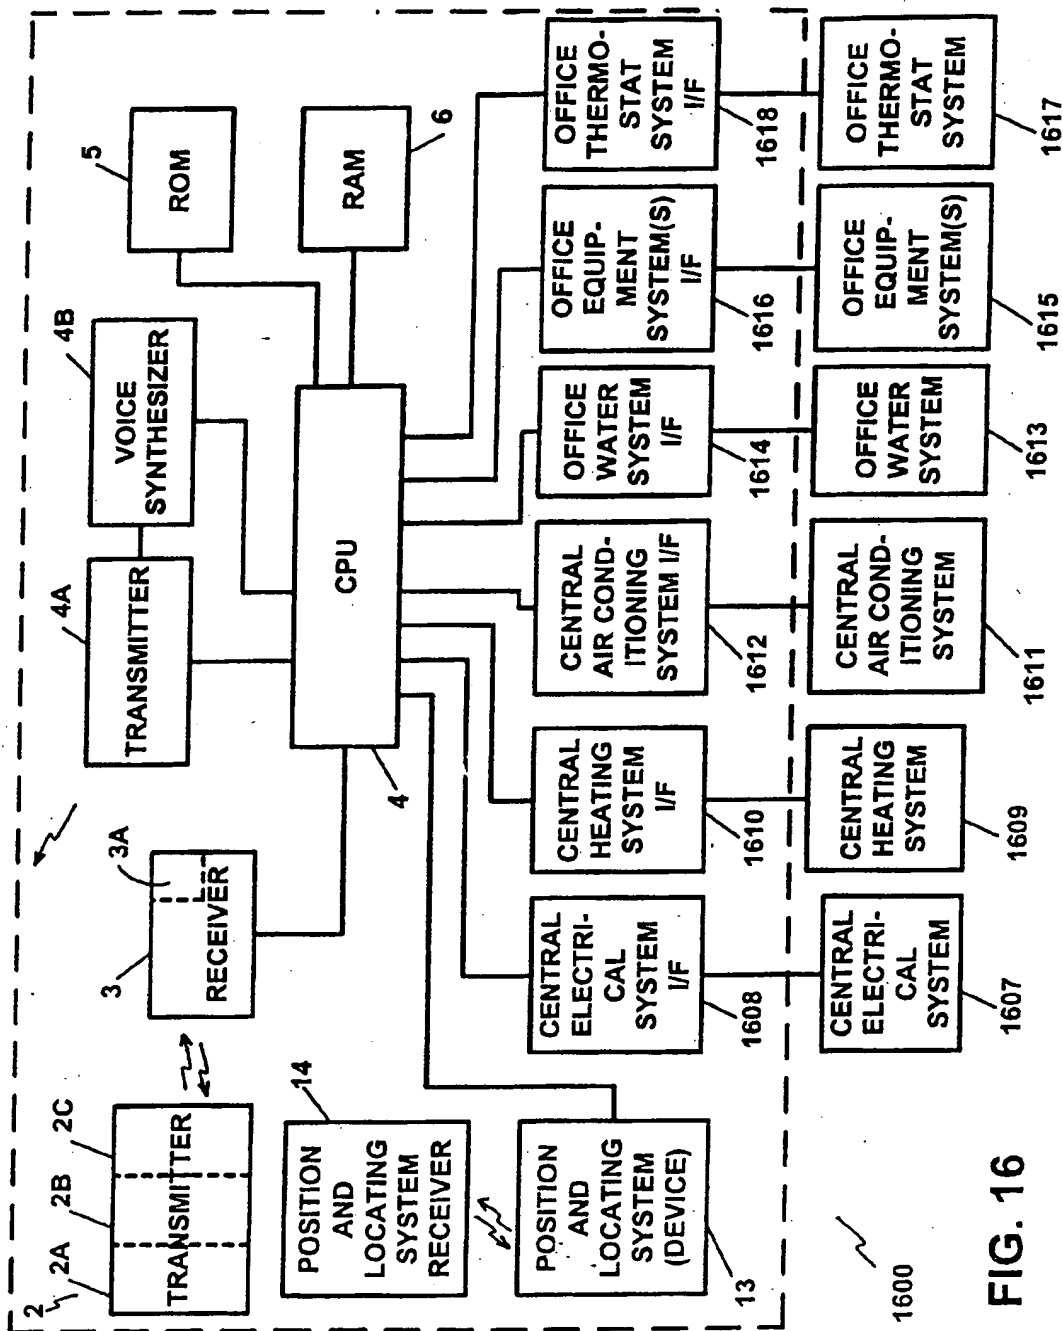 2
2A
2B
2C
TRANSMITTER
3
3A
RECEIVER
4A
TRANSMITTER
4B
VOICE
SYNTHESIZER
5
ROM
6
RAM
14
POSITION
AND
LOCATING
SYSTEM
RECEIVER
CPU
4
POSITION
AND
LOCATING
SYSTEM
(DEVICE)
13
CENTRAL
ELECTRI-
CAL
SYSTEM
I/F
1608
CENTRAL
HEATING
SYSTEM
I/F
1610
CENTRAL
AIR COND-
ITIONING
SYSTEM I/F
1612
OFFICE
WATER
SYSTEM
I/F
1614
OFFICE
EQUIP-
MENT
SYSTEM(S)
I/F
1616
OFFICE
THERMO-
STAT
SYSTEM
I/F
1618
CENTRAL
ELECTRI-
CAL
SYSTEM
1607
CENTRAL
HEATING
SYSTEM
1609
CENTRAL
AIR COND-
ITIONING
SYSTEM
1611
OFFICE
WATER
SYSTEM
1613
OFFICE
EQUIP-
MENT
SYSTEM(S)
1615
OFFICE
THERMO-
STAT
SYSTEM
1617
1600
FIG. 16